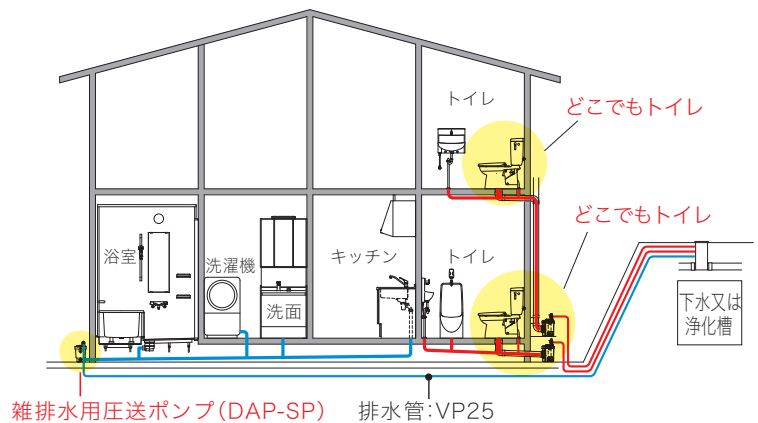 トイレ
どこでもトイレ
どこでもトイレ
浴室
洗濯機
洗面
キッチン
トイレ
下水又は
浄化槽
雑排水用圧送ポンプ(DAP-SP)
排水管:VP25